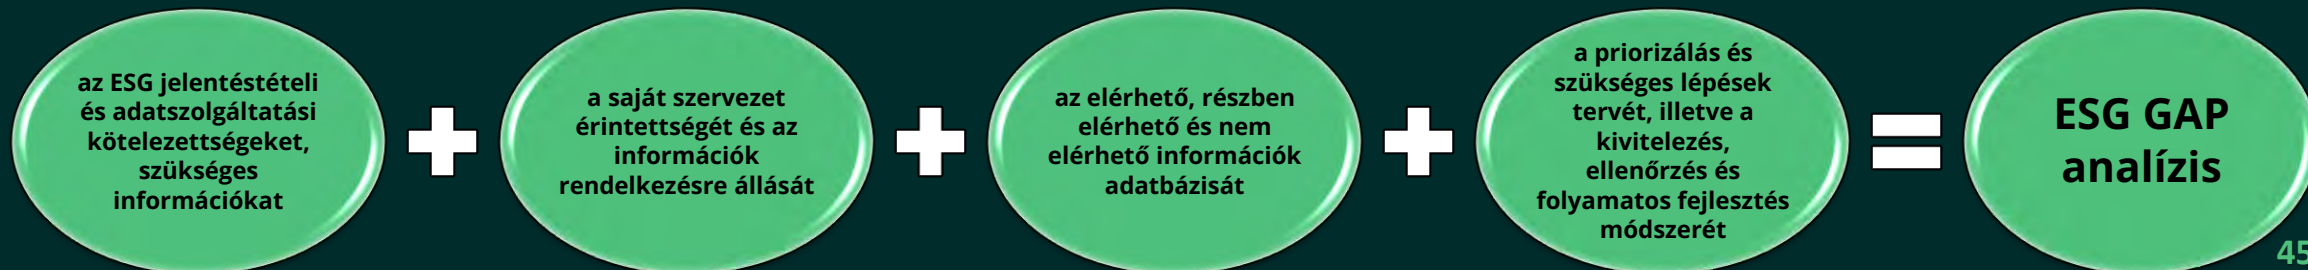 az ESG jelentéstételi
és adatszolgáltatási
kötelezettségeket,
szükséges
információkat
a saját szervezet
érintettségét és az
információk
rendelkezésre állását
az elérhető, részben
elérhető és nem
elérhető információk
adatbázisát
a priorizálás és
szükséges lépések
tervét, illetve a
kivitelezés,
ellenőrzés és
folyamatos fejlesztés
módszerét
ESG GAP
analízis
45